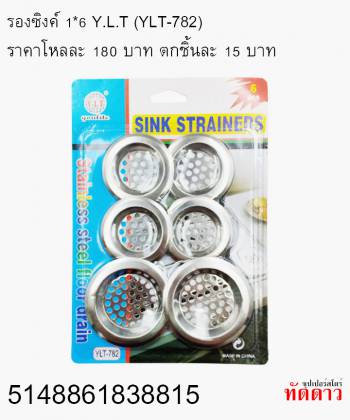 รองซิงค์ 1*6 Y.L.T (YLT-782)
ราคาโหลละ 180 บาท ตกชิ้นละ 15 บาท
Y.L.T
6
SINK STRAINERS
Stainless steel floor drain
YLT-782
MADE IN CHINA
5148861838815
ซุปเปอร์สโตร์
ทัดดาว